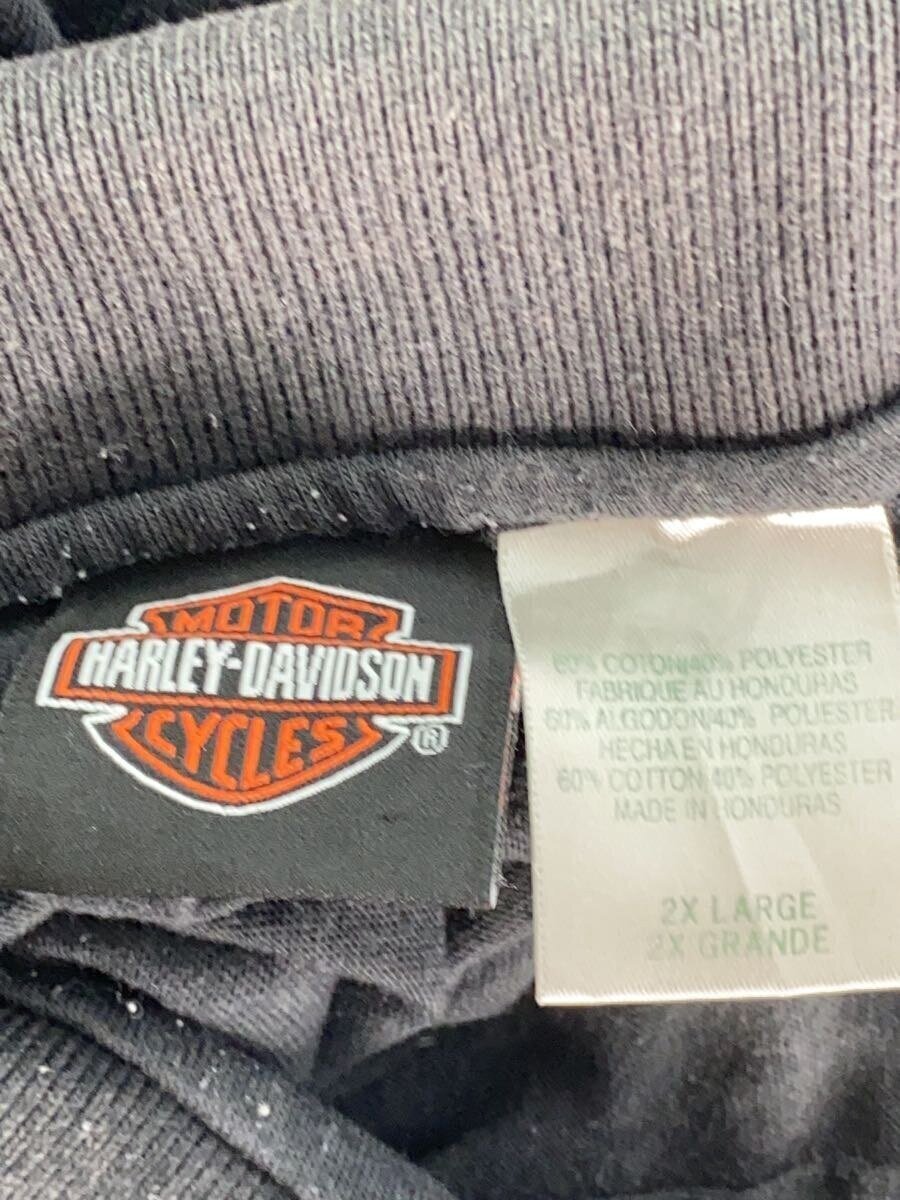 MOTOR
HARLEY-DAVIDSON
CYCLES
®
60% COTON/40% POLYESTER
FABRIQUE AU HONDURAS
60% ALGODON/40% POLIESTER
HECHA EN HONDURAS
60% COTTON/40% POLYESTER
MADE IN HONDURAS
2X LARGE
2X GRANDE